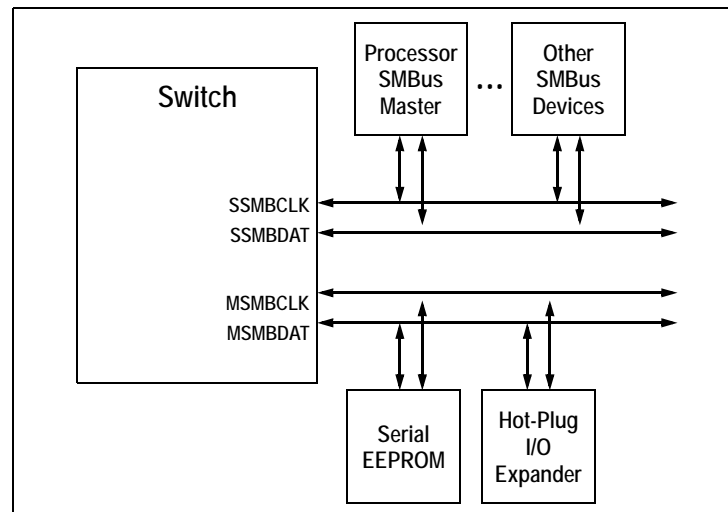 Switch
Processor
SMBus
Master
...
Other
SMBus
Devices
SSMBCLK
SSMBDAT
MSMBCLK
MSMBDAT
Serial
EEPROM
Hot-Plug
I/O
Expander